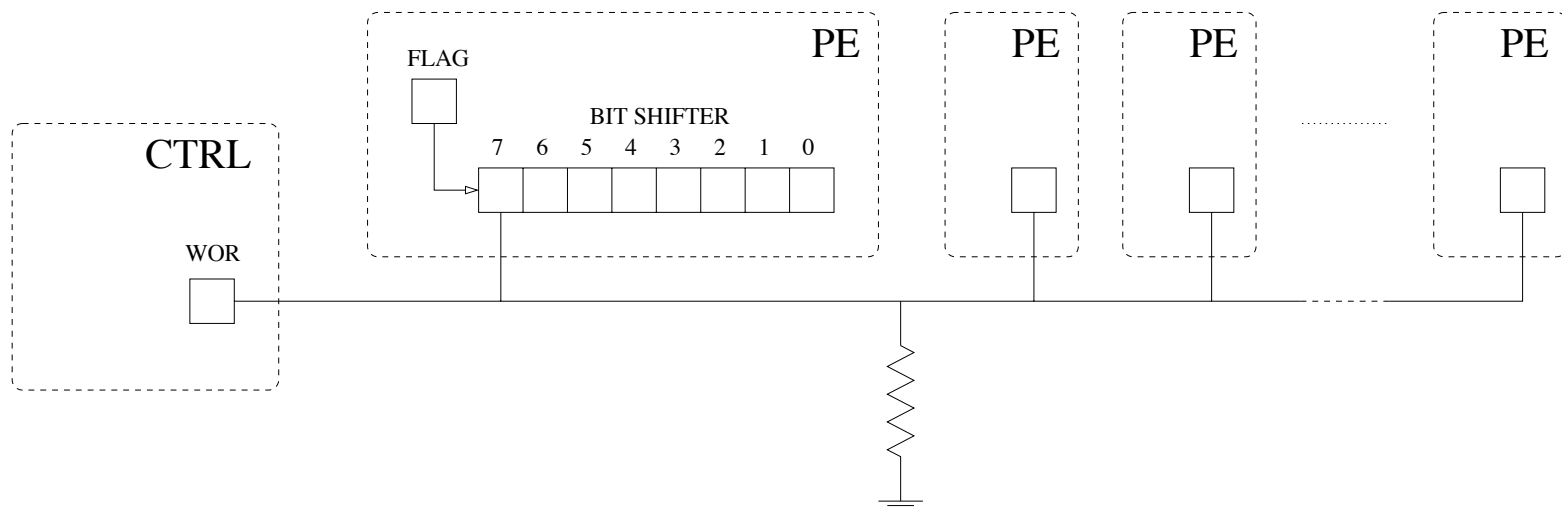 PE PE PE PE
FLAG
BIT SHIFTER
CTRL
7 6 5 4 3 2 1 0
WOR